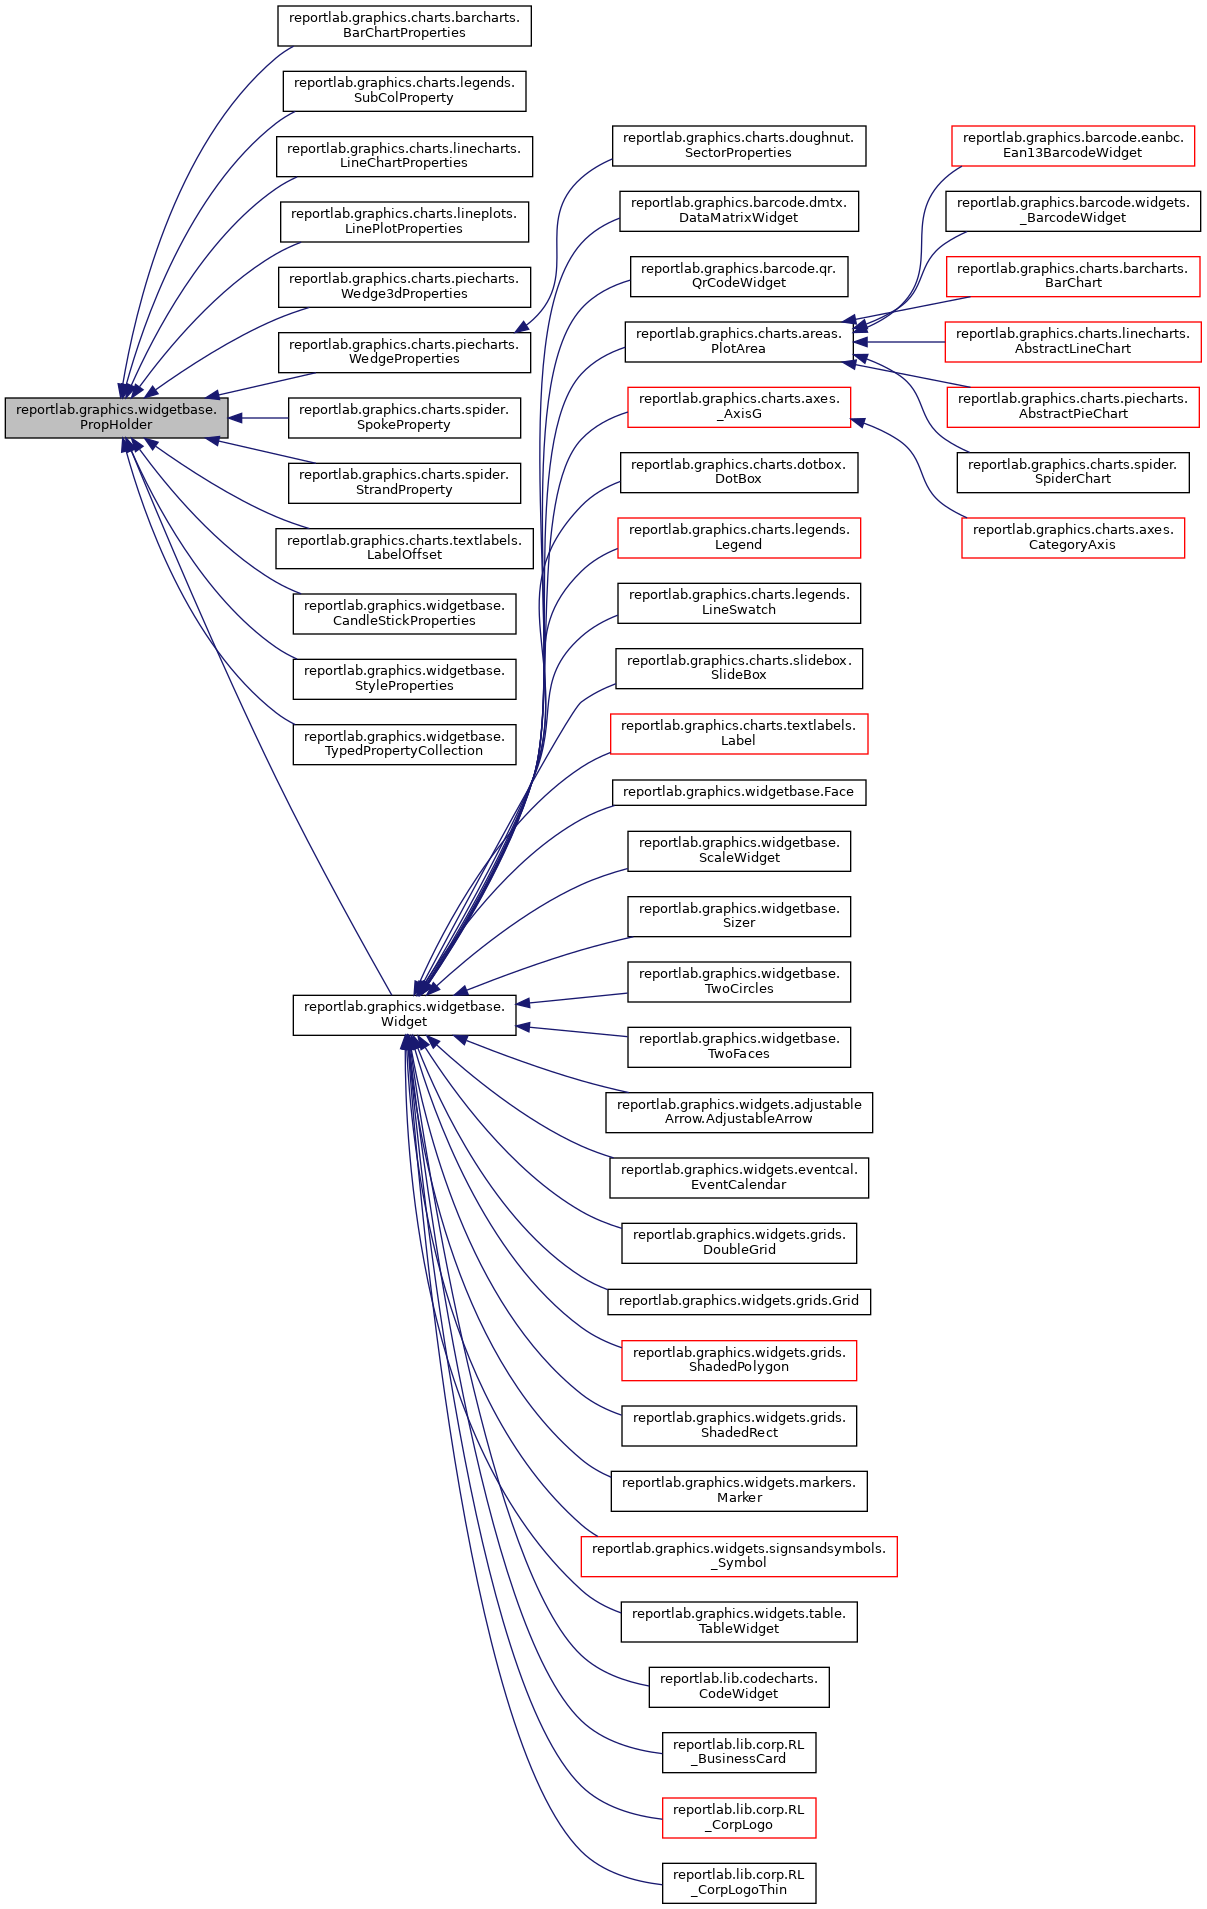 reportlab.graphics.widgetbase.
PropHolder
reportlab.graphics.charts.barcharts.
BarChartProperties
reportlab.graphics.charts.legends.
SubColProperty
reportlab.graphics.charts.linecharts.
LineChartProperties
reportlab.graphics.charts.lineplots.
LinePlotProperties
reportlab.graphics.charts.piecharts.
Wedge3dProperties
reportlab.graphics.charts.piecharts.
WedgeProperties
reportlab.graphics.charts.spider.
SpokeProperty
reportlab.graphics.charts.spider.
StrandProperty
reportlab.graphics.charts.textlabels.
LabelOffset
reportlab.graphics.widgetbase.
CandleStickProperties
reportlab.graphics.widgetbase.
StyleProperties
reportlab.graphics.widgetbase.
TypedPropertyCollection
reportlab.graphics.widgetbase.
Widget
reportlab.graphics.charts.doughnut.
SectorProperties
reportlab.graphics.barcode.dmtx.
DataMatrixWidget
reportlab.graphics.barcode.qr.
QrCodeWidget
reportlab.graphics.charts.areas.
PlotArea
reportlab.graphics.charts.axes.
_AxisG
reportlab.graphics.charts.dotbox.
DotBox
reportlab.graphics.charts.legends.
Legend
reportlab.graphics.charts.legends.
LineSwatch
reportlab.graphics.charts.slidebox.
SlideBox
reportlab.graphics.charts.textlabels.
Label
reportlab.graphics.widgetbase.Face
reportlab.graphics.widgetbase.
ScaleWidget
reportlab.graphics.widgetbase.
Sizer
reportlab.graphics.widgetbase.
TwoCircles
reportlab.graphics.widgetbase.
TwoFaces
reportlab.graphics.widgets.adjustable
Arrow.AdjustableArrow
reportlab.graphics.widgets.eventcal.
EventCalendar
reportlab.graphics.widgets.grids.
DoubleGrid
reportlab.graphics.widgets.grids.Grid
reportlab.graphics.widgets.grids.
ShadedPolygon
reportlab.graphics.widgets.grids.
ShadedRect
reportlab.graphics.widgets.markers.
Marker
reportlab.graphics.widgets.signsandsymbols.
_Symbol
reportlab.graphics.widgets.table.
TableWidget
reportlab.lib.codecharts.
CodeWidget
reportlab.lib.corp.RL
_BusinessCard
reportlab.lib.corp.RL
_CorpLogo
reportlab.lib.corp.RL
_CorpLogoThin
reportlab.graphics.barcode.eanbc.
Ean13BarcodeWidget
reportlab.graphics.barcode.widgets.
_BarcodeWidget
reportlab.graphics.charts.barcharts.
BarChart
reportlab.graphics.charts.linecharts.
AbstractLineChart
reportlab.graphics.charts.piecharts.
AbstractPieChart
reportlab.graphics.charts.spider.
SpiderChart
reportlab.graphics.charts.axes.
CategoryAxis